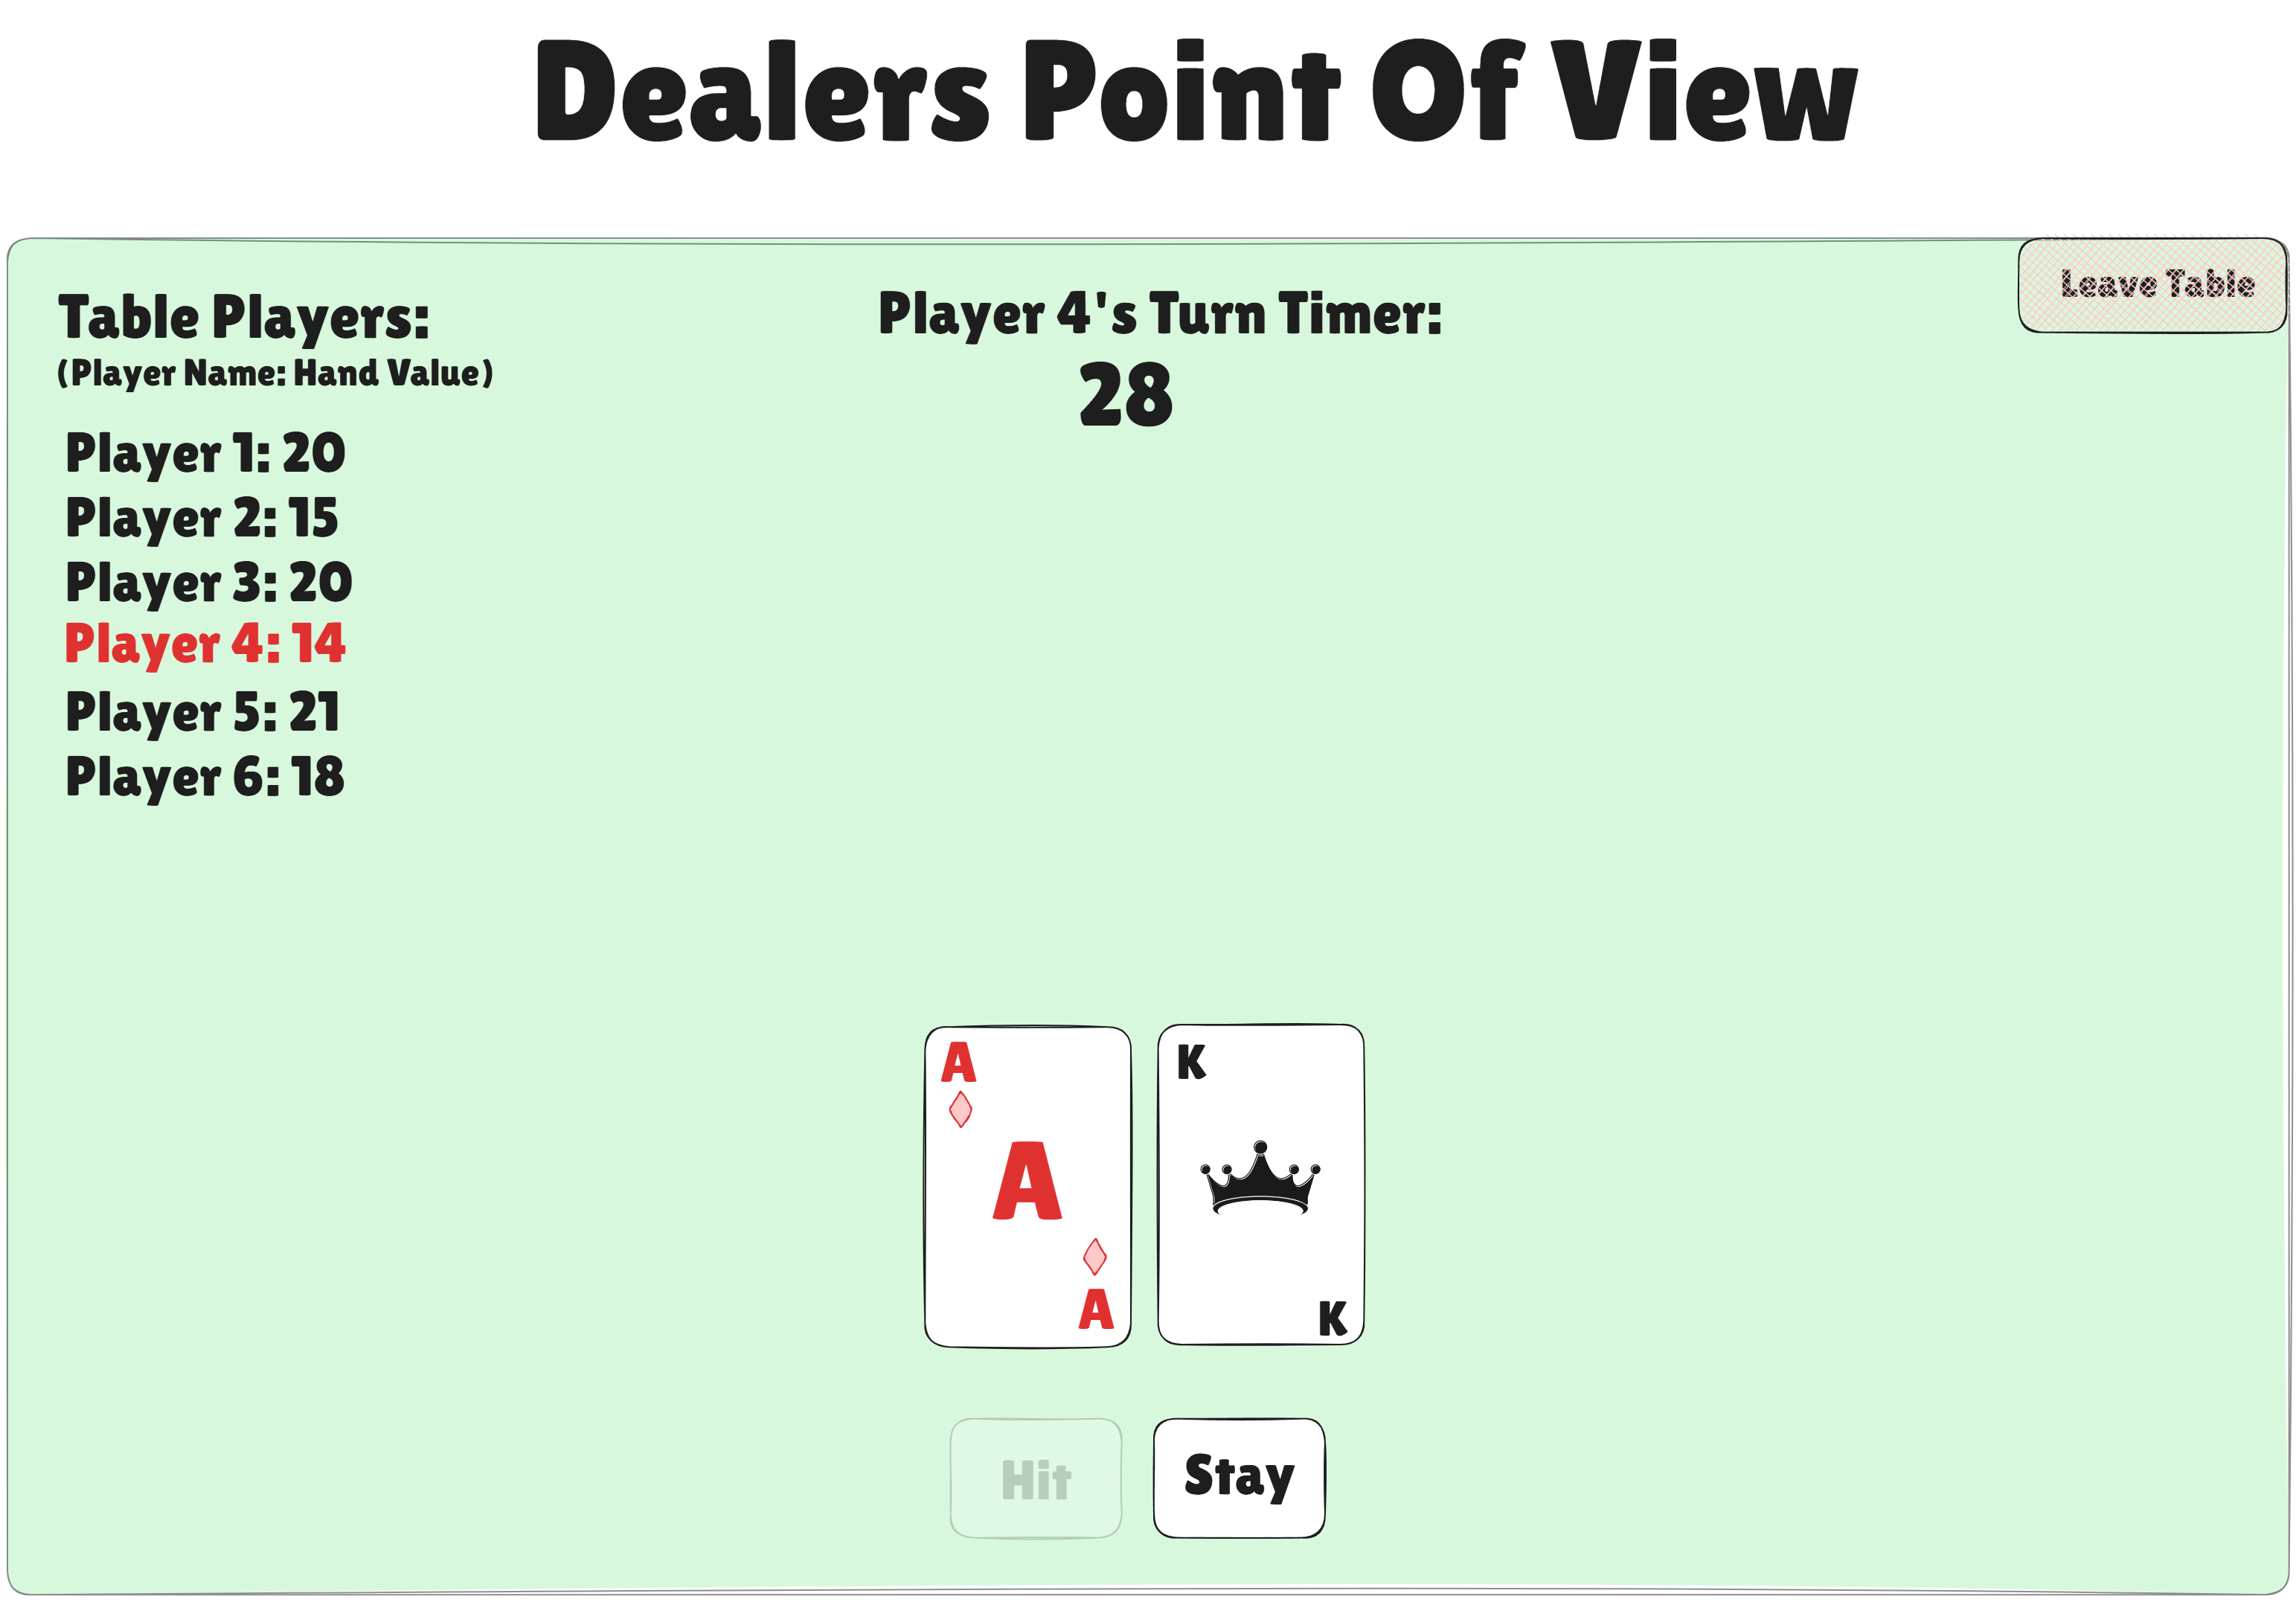 Dealers Point Of View
Leave Table
Table Players:
(Player Name: Hand Value)
Player 4's Turn Timer:
28
Player 1: 20
Player 2: 15
Player 3: 20
Player 4: 14
Player 5: 21
Player 6: 18
A
K
A
A
K
Hit
Stay